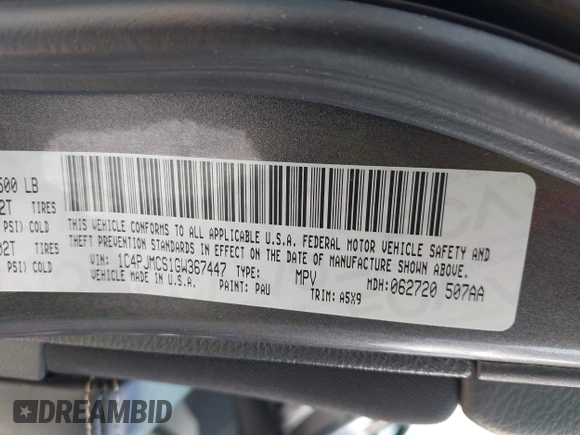 500 LB
2T TIRES
PSI) COLD
02T TIRES
PSI) COLD
THIS VEHICLE CONFORMS TO ALL APPLICABLE U.S.A. FEDERAL MOTOR VEHICLE SAFETY AND
THEFT PREVENTION STANDARDS IN EFFECT ON THE DATE OF MANUFACTURE SHOWN ABOVE.
VIN: 1C4PJMCS1GW367447 TYPE: MPV MDH: 062720 507AA
VEHICLE MADE IN U.S.A. PAINT: PAU TRIM: A5X9
DREAMBID